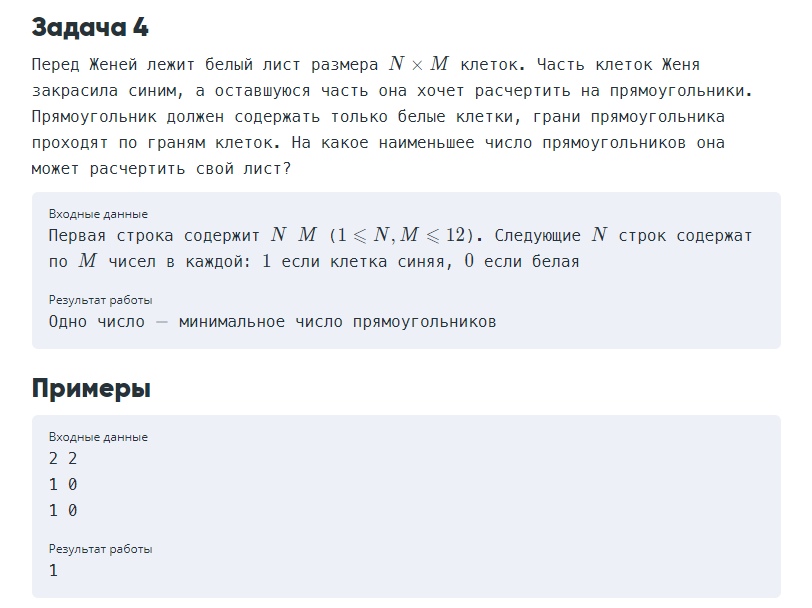 Задача 4
Перед Женей лежит белый лист размера N × M клеток. Часть клеток Женя
закрасила синим, а оставшуюся часть она хочет расчертить на прямоугольники.
Прямоугольник должен содержать только белые клетки, грани прямоугольника
проходят по граням клеток. На какое наименьшее число прямоугольников она
может расчертить свой лист?
Входные данные
Первая строка содержит N M (1 ⩽ N, M ⩽ 12). Следующие N строк содержат
по M чисел в каждой: 1 если клетка синяя, 0 если белая
Результат работы
Одно число — минимальное число прямоугольников
Примеры
Входные данные
2 2
1 0
1 0
Результат работы
1